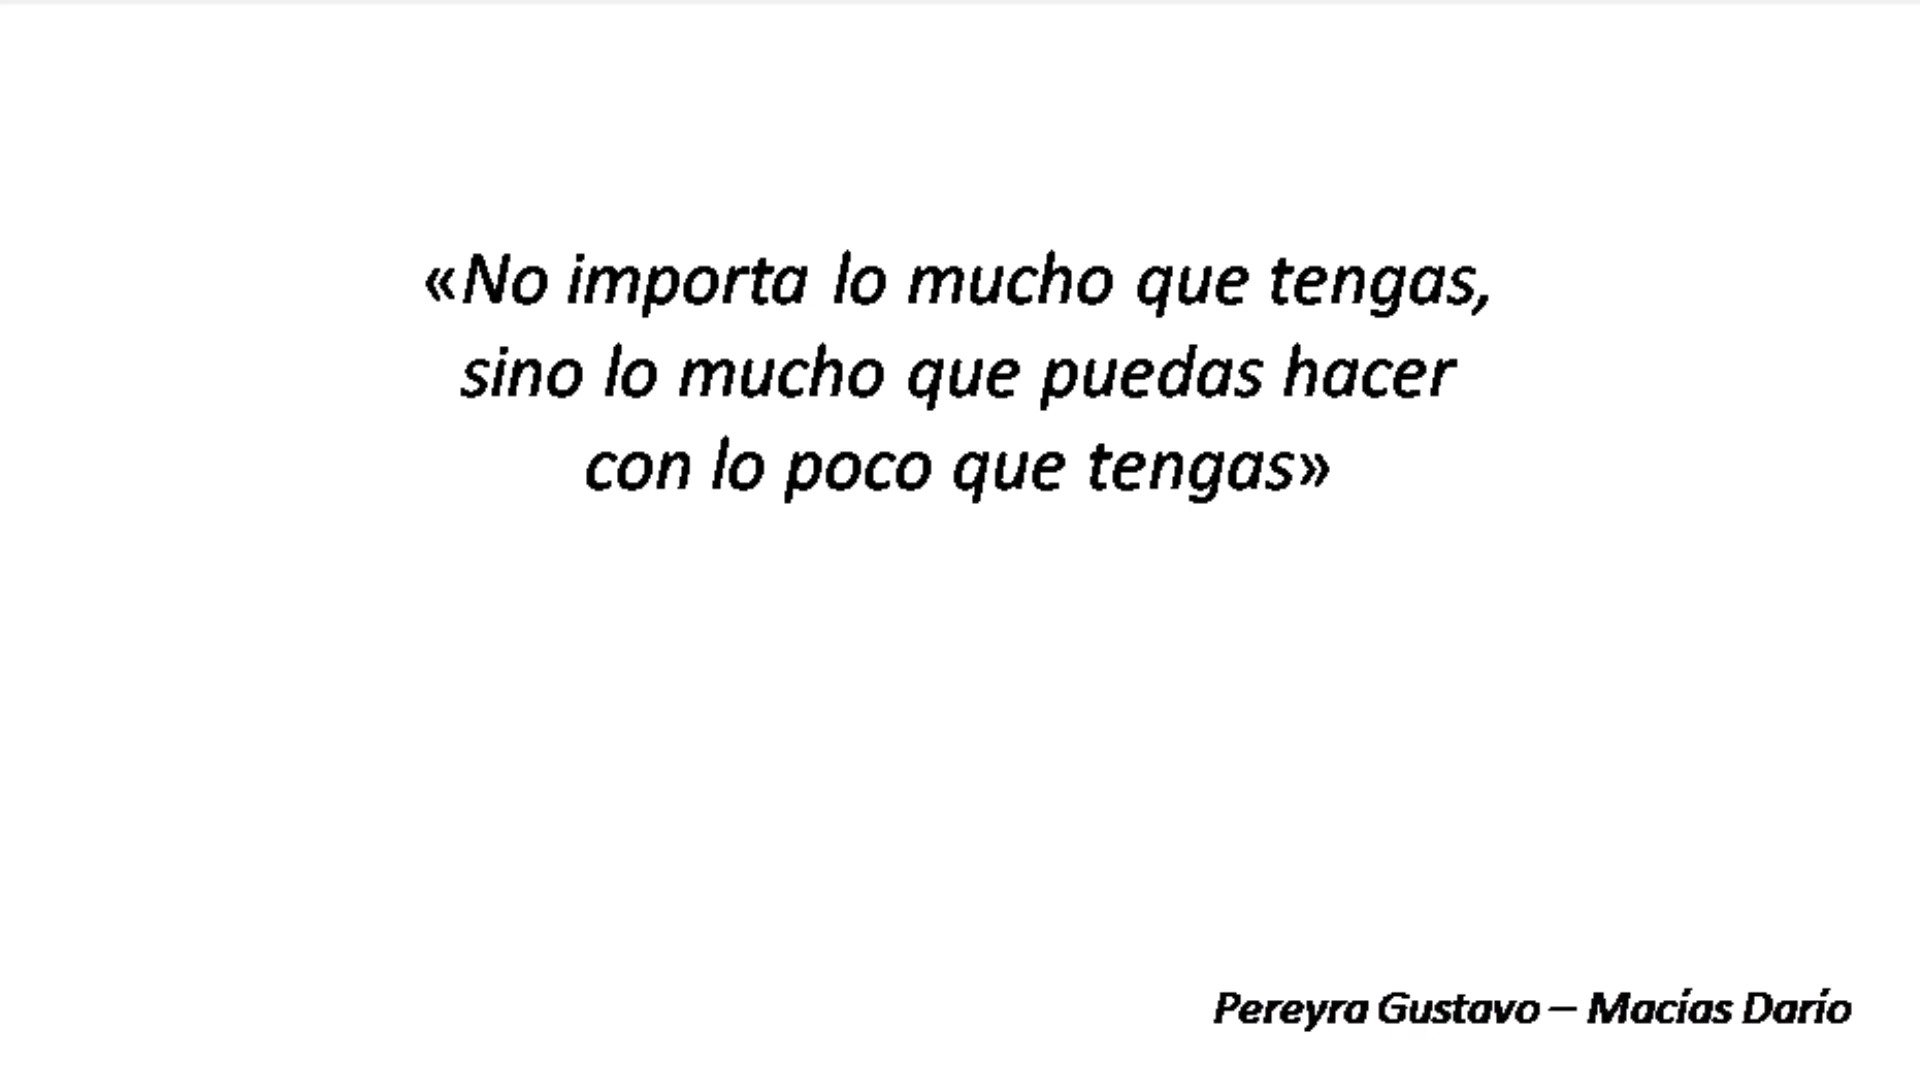 «No importa lo mucho que tengas,
sino lo mucho que puedas hacer
con lo poco que tengas»
Pereyra Gustavo – Macías Darío